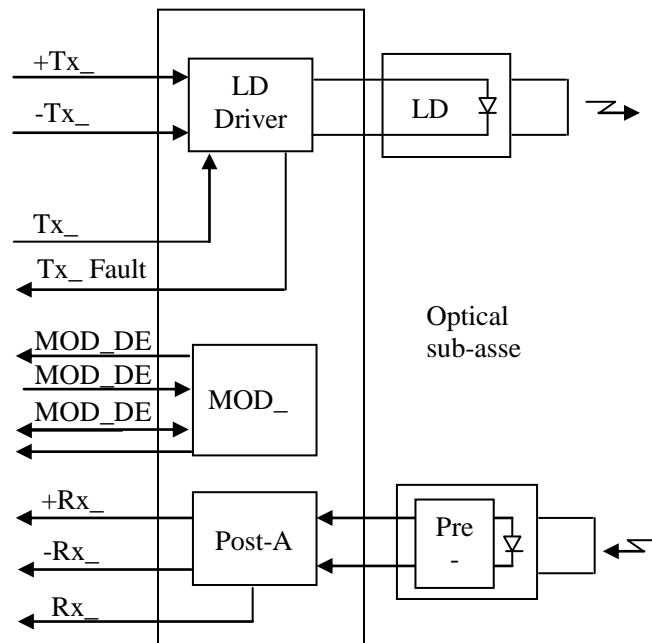 +Tx_
LD
Driver
LD
-Tx_
Tx_
Tx_ Fault
Optical
sub-asse
MOD_DE
MOD_DE
MOD_DE
MOD_
+Rx_
Post-A
Pre
-
-Rx_
Rx_